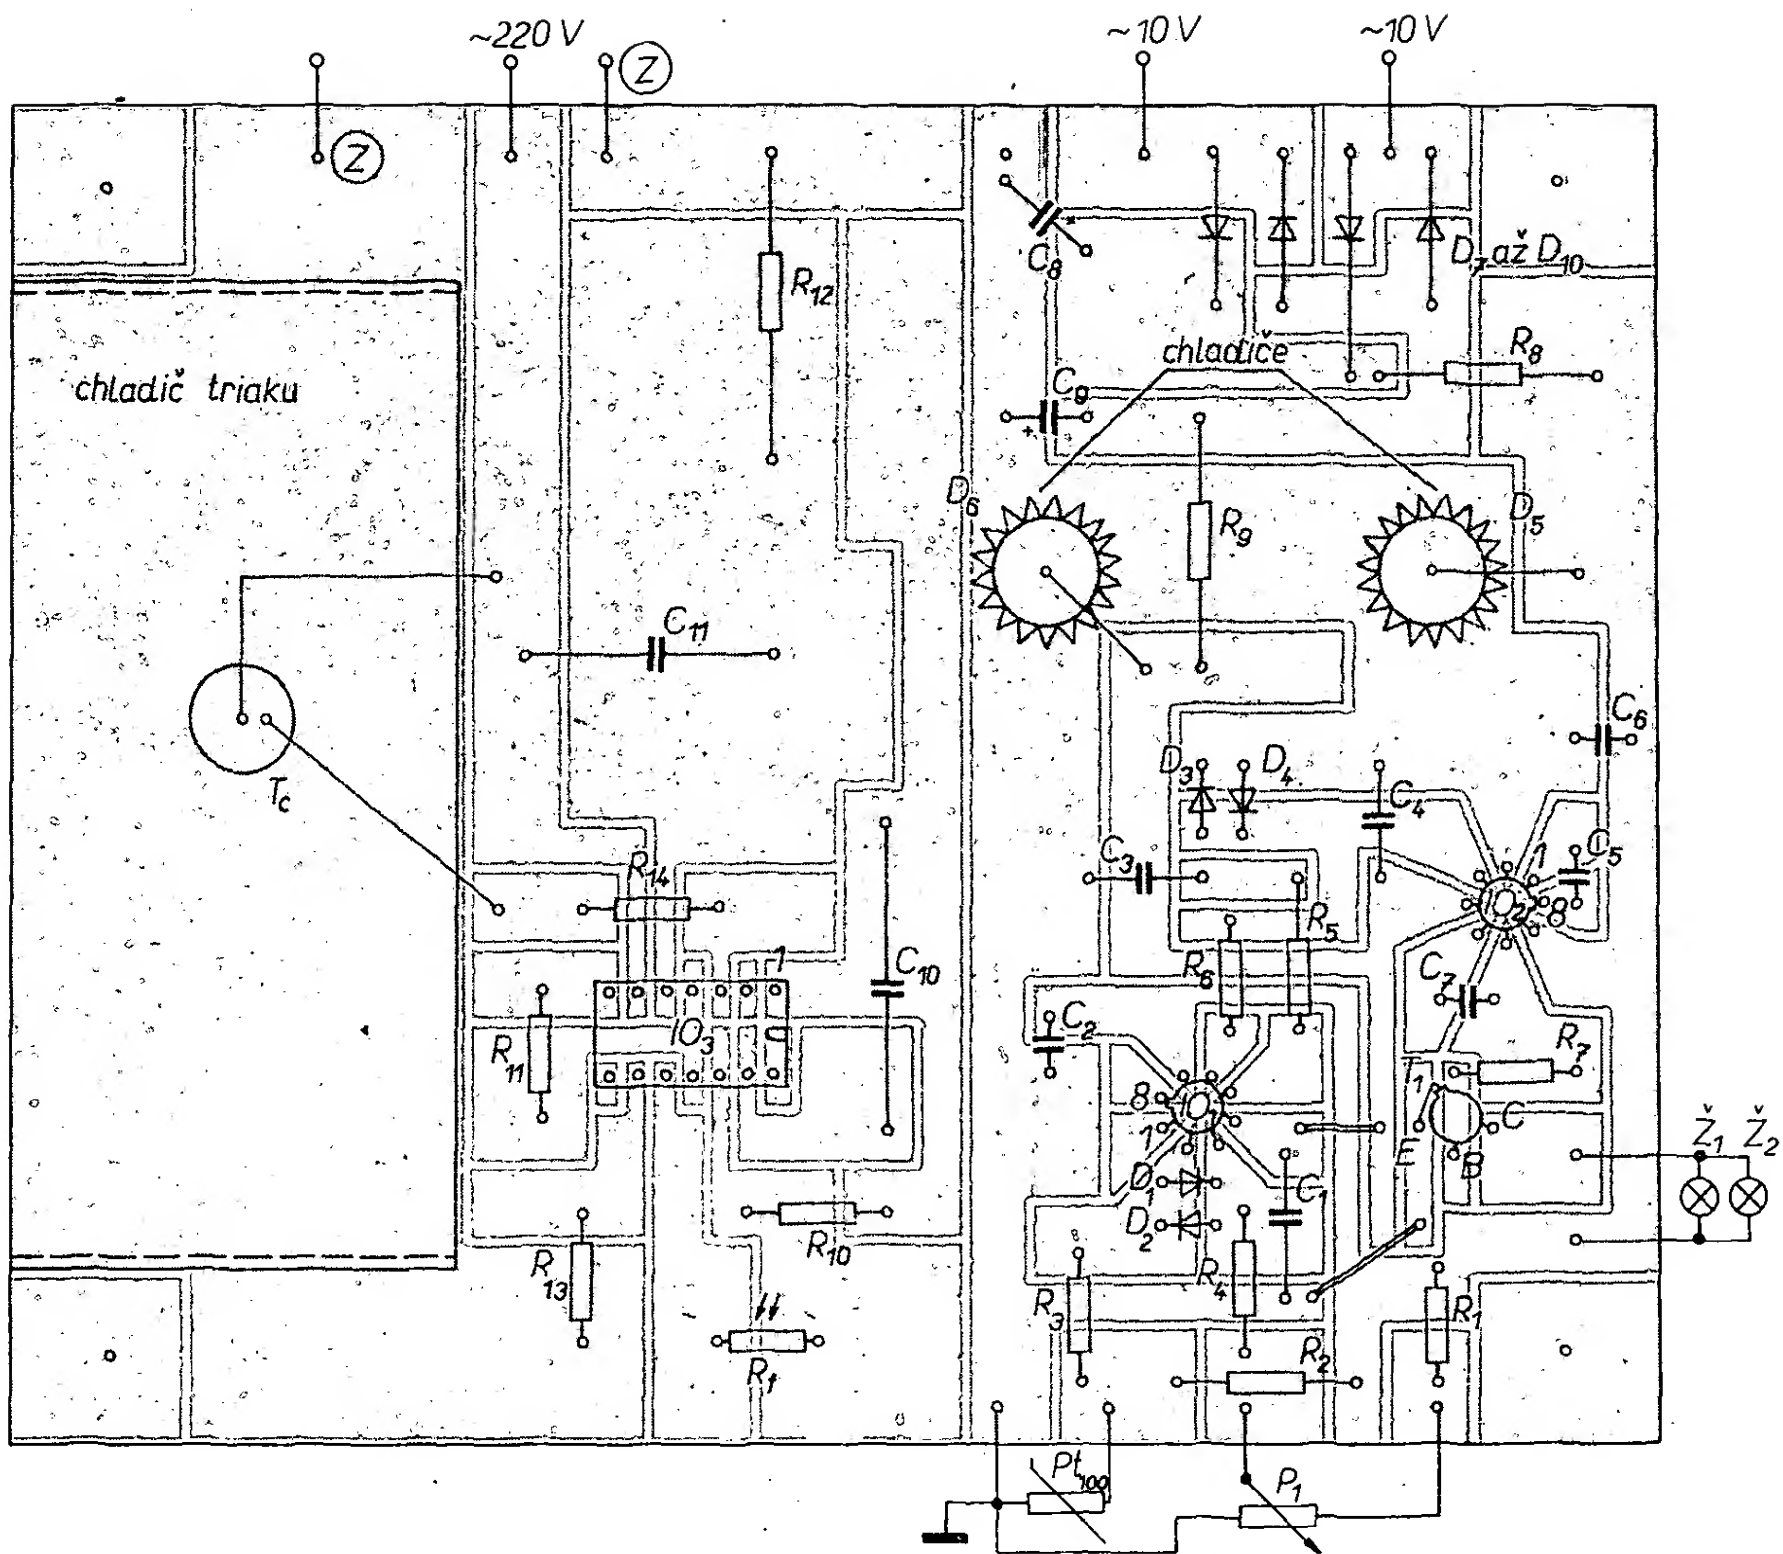 ~220 V
Z
~10 V
~10 V
Z
R12
C8
D7 až D10
chladič triaku
chladiče
R8
C9
D6
R9
D5
C11
C6
Tc
D3
D4
C4
C3
1
C5
R14
IO2
8
R5
R6
1
C10
C7
C2
IO3
R11
R7
T1
8
IO1
C
1
E
B
Ž1
Ž2
D1
C1
D2
R10
R13
R4
R3
R1
Rf
R2
Pt100
P1